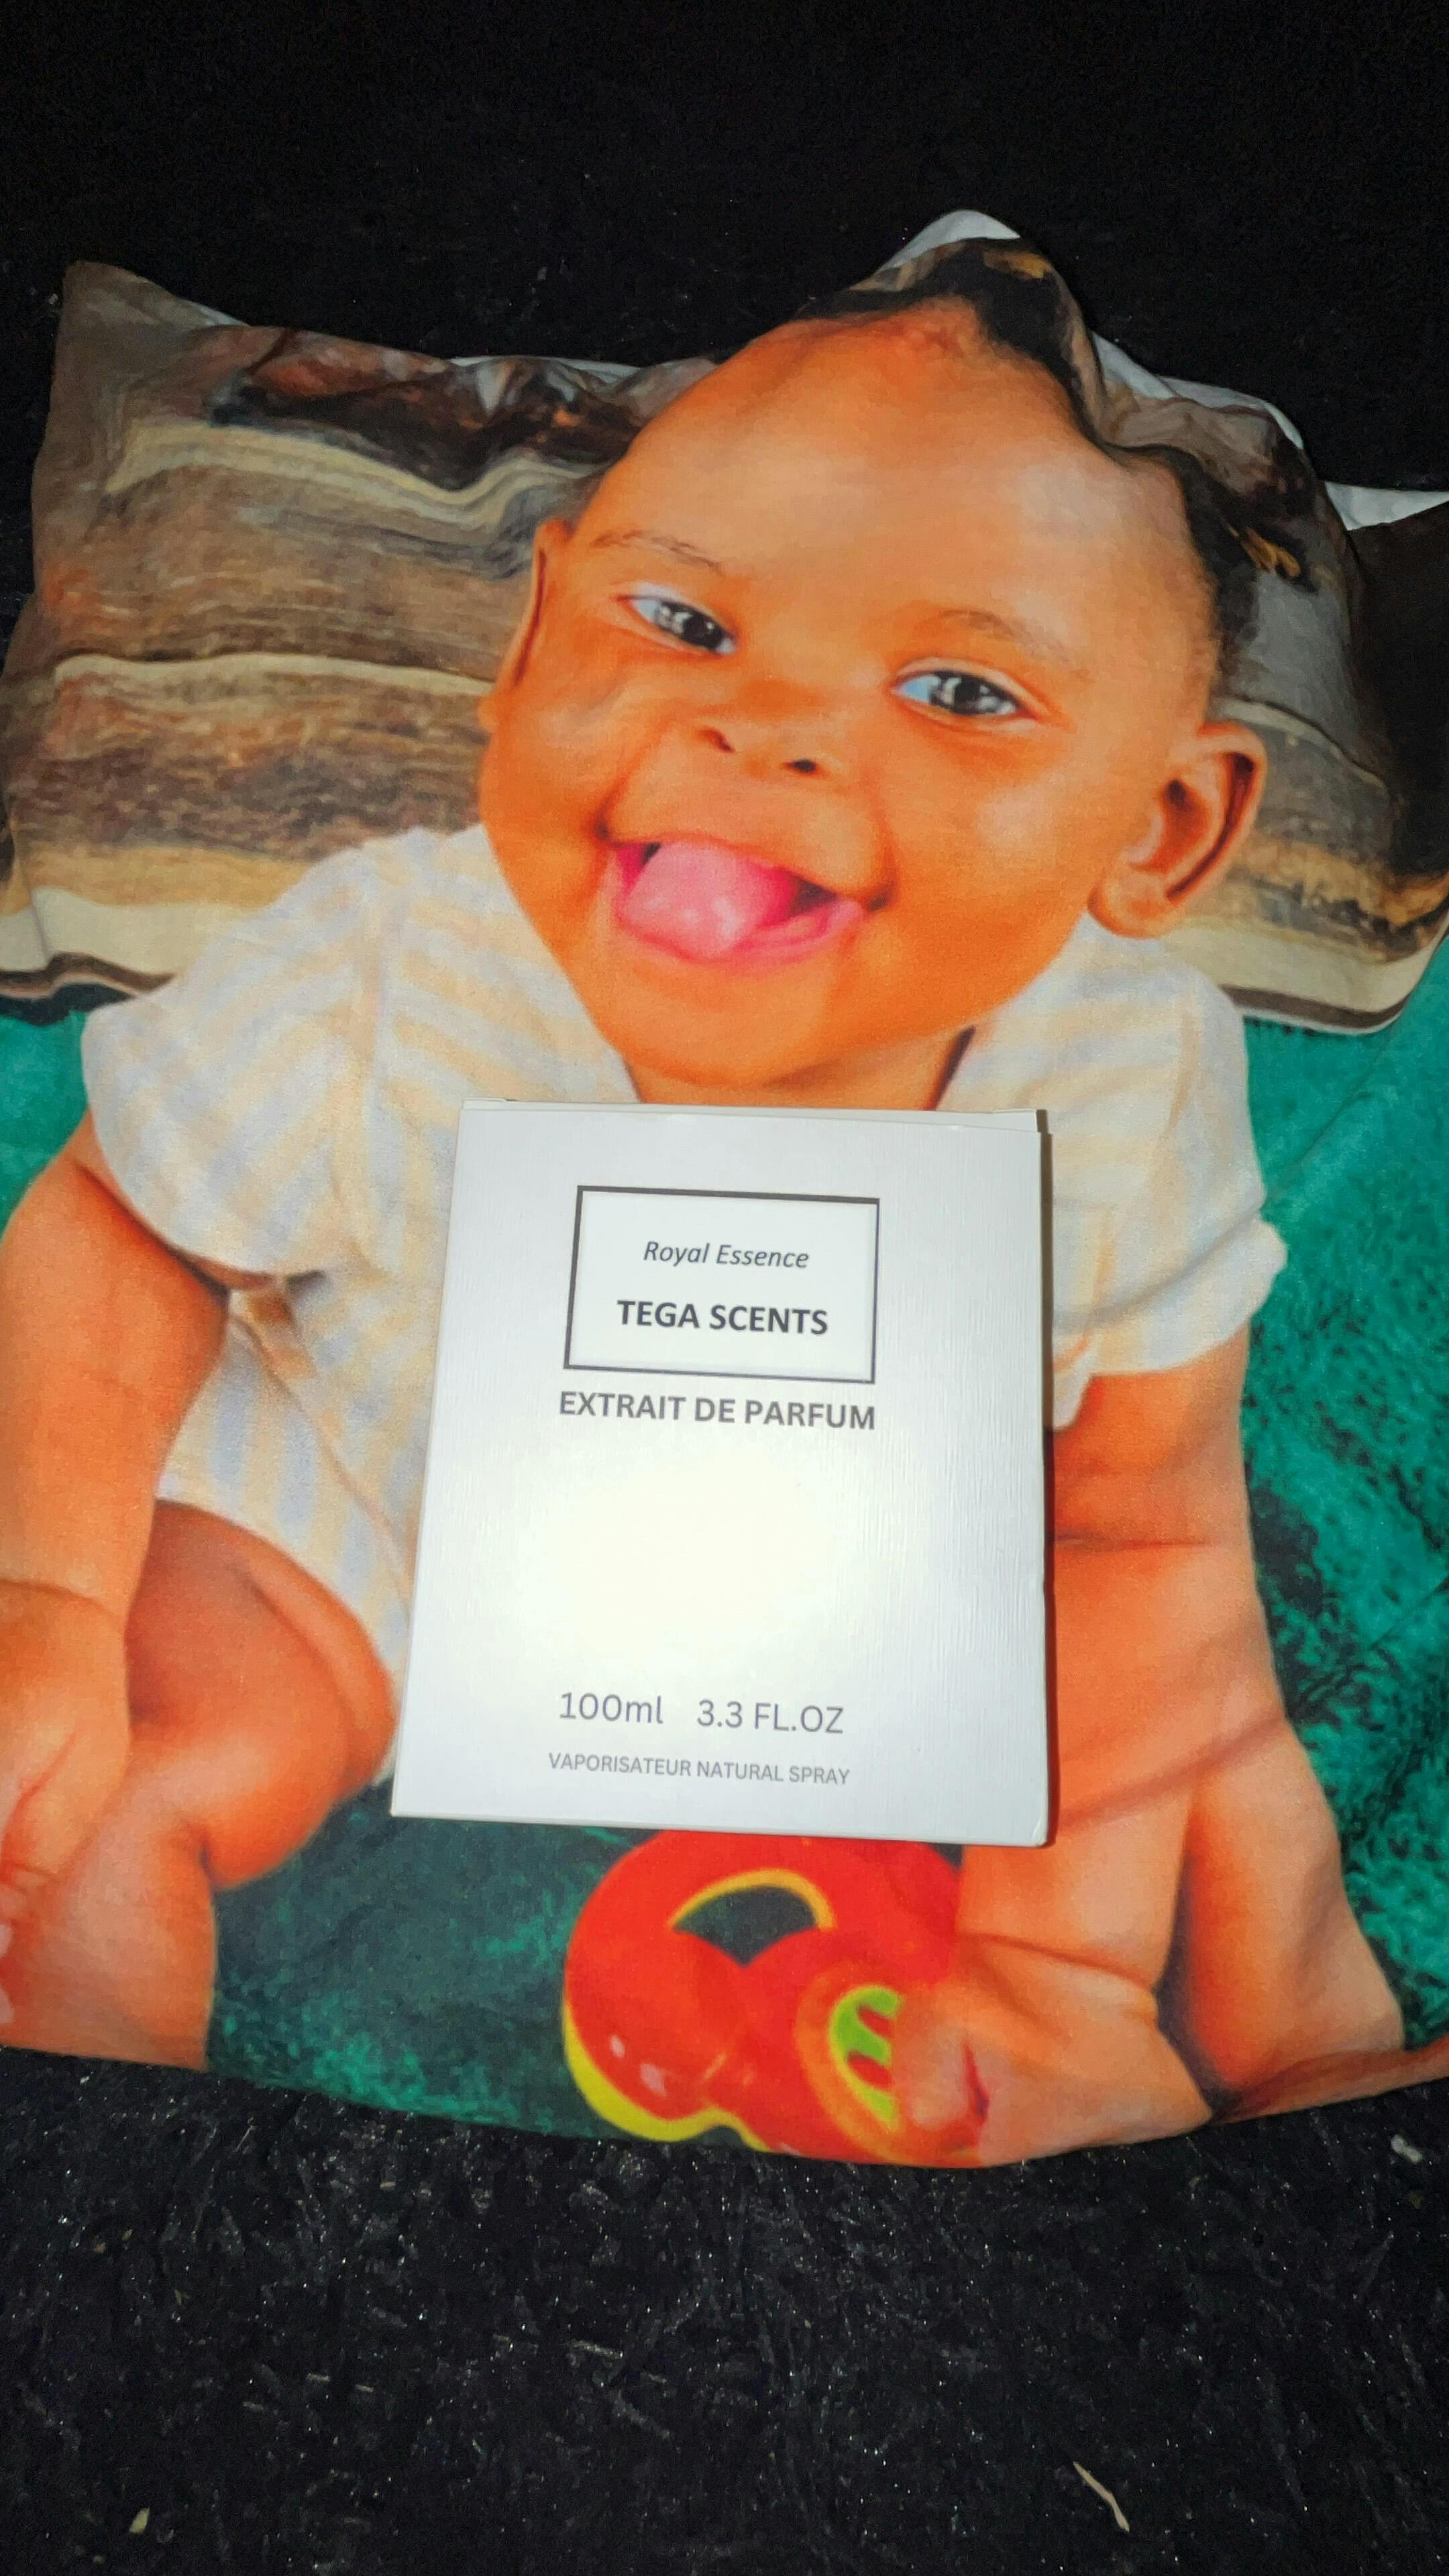 Royal Essence
TEGA SCENTS
EXTRAIT DE PARFUM
100ml 3.3 FL.OZ
VAPORISATEUR NATURAL SPRAY